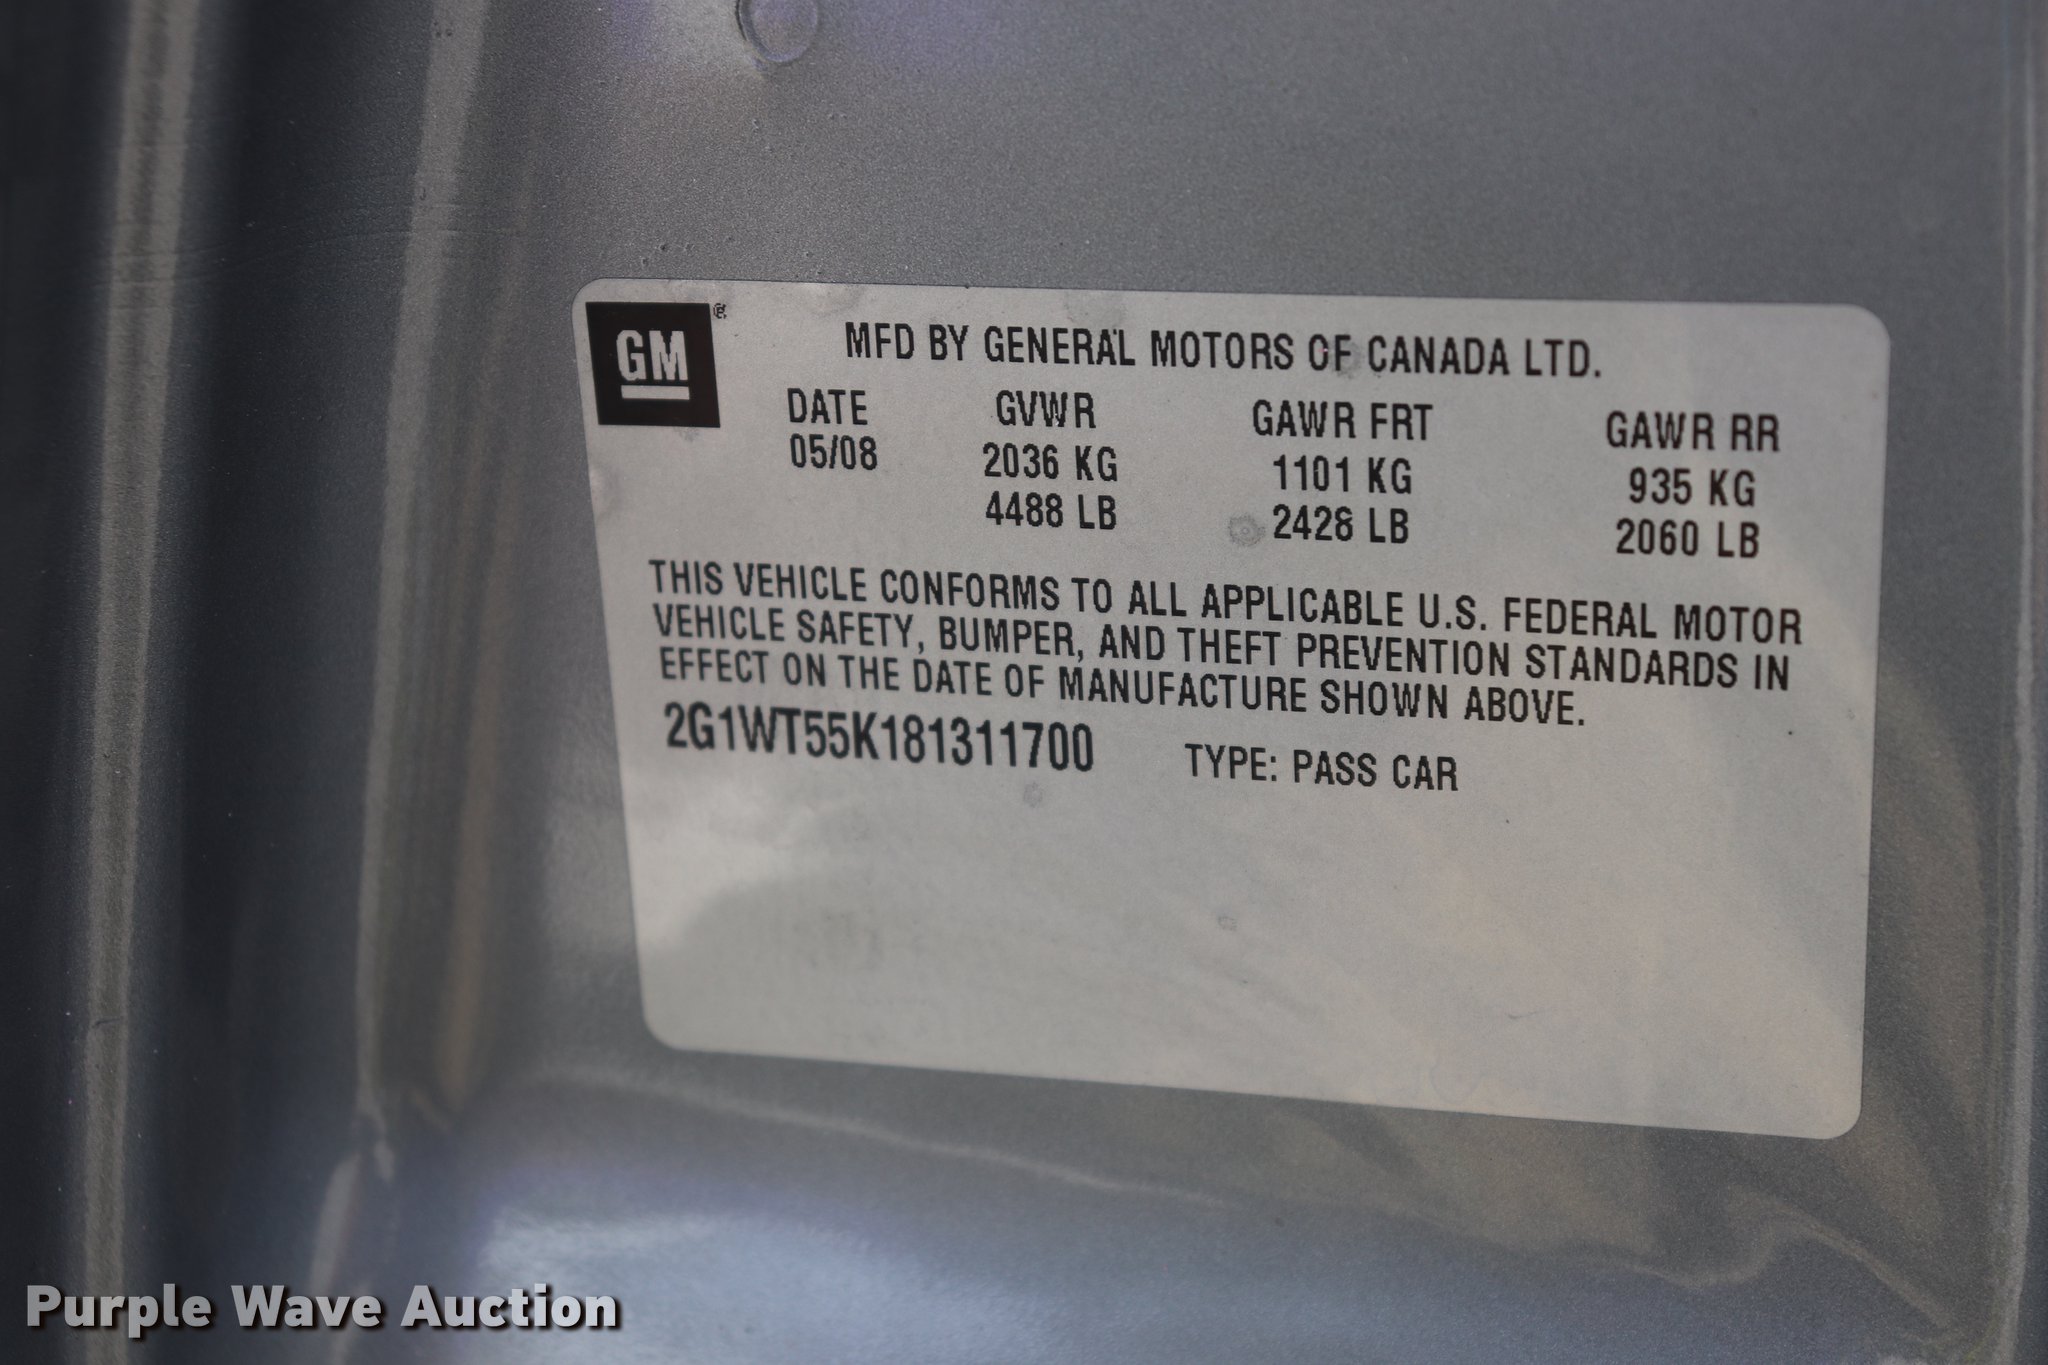 GM
MFD BY GENERAL MOTORS OF CANADA LTD.
DATE GVWR GAWR FRT GAWR RR
05/08 2036 KG 1101 KG 935 KG
4488 LB 2428 LB 2060 LB
THIS VEHICLE CONFORMS TO ALL APPLICABLE U.S. FEDERAL MOTOR
VEHICLE SAFETY, BUMPER, AND THEFT PREVENTION STANDARDS IN
EFFECT ON THE DATE OF MANUFACTURE SHOWN ABOVE.
2G1WT55K181311700 TYPE: PASS CAR
Purple Wave Auction